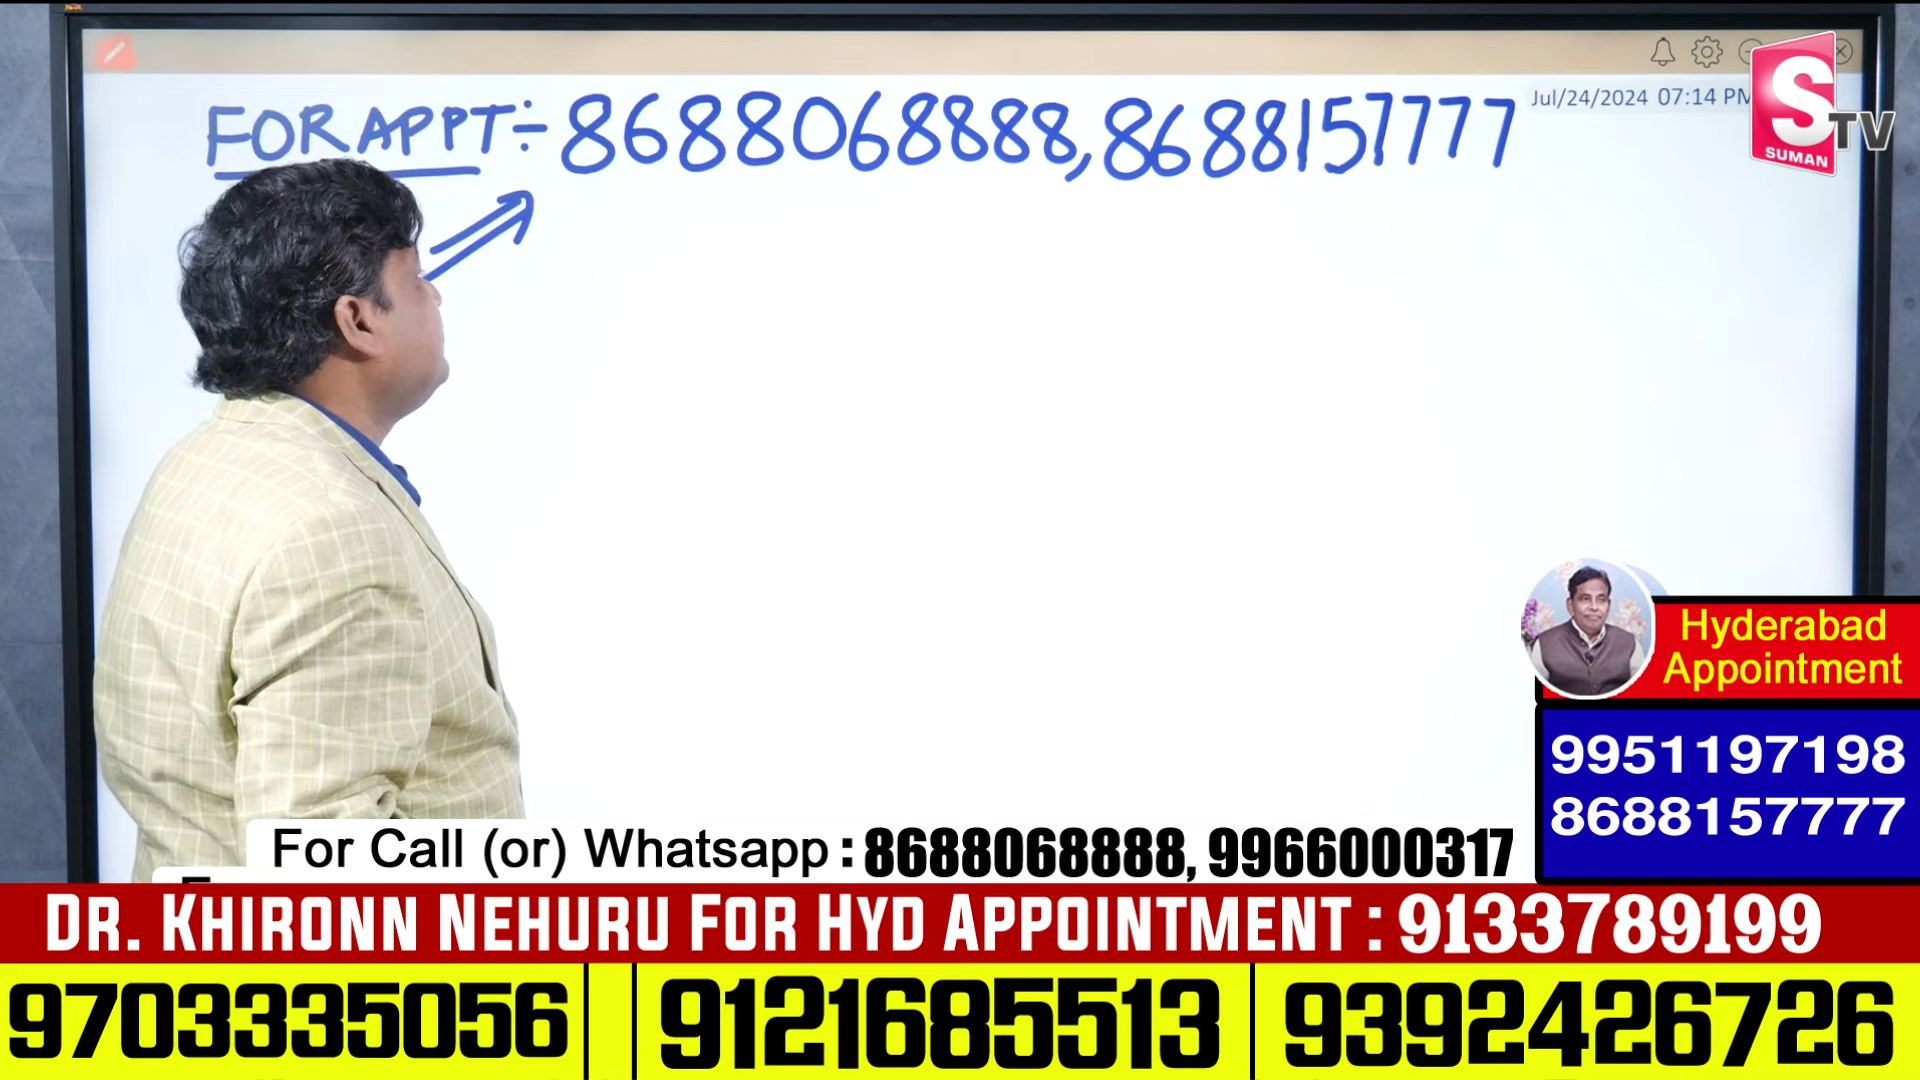 FOR APPT÷ 8688068888, 8688157777
Jul/24/2024 07:14 PM
S TV
SUMAN
Hyderabad
Appointment
9951197198
8688157777
For Call (or) Whatsapp : 8688068888, 9966000317
DR. KHIRONN NEHURU FOR HYD APPOINTMENT : 9133789199
9703335056 9121685513 9392426726